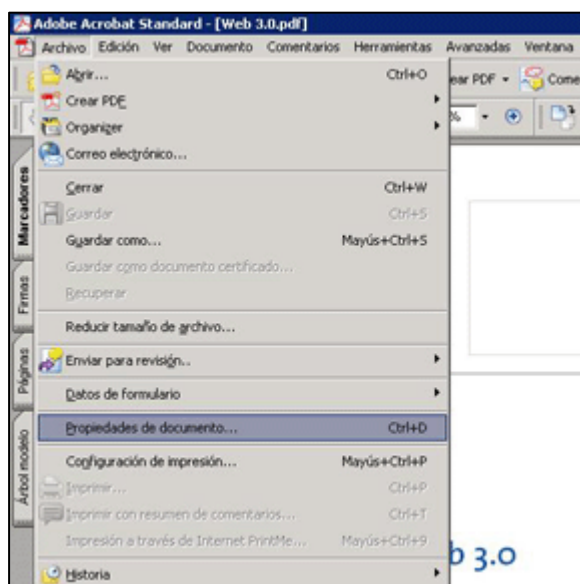 Adobe Acrobat Standard - [Web 3.0.pdf]
Archivo Edición Ver Documento Comentarios Herramientas Avanzadas Ventana
Abrir... Ctrl+O
Crear PDF
Organizer
Correo electrónico...
Cerrar Ctrl+W
Guardar Ctrl+S
Guardar como... Mayús+Ctrl+S
Guardar como documento certificado...
Recuperar
Reducir tamaño de archivo...
Enviar para revisión..
Datos de formulario
Propiedades de documento... Ctrl+D
Configuración de impresión... Mayús+Ctrl+P
Imprimir... Ctrl+P
Imprimir con resumen de comentarios... Ctrl+T
Impresión a través de Internet PrintMe... Mayús+Ctrl+9
Historia
ear PDF
Come
%
Marcadores
Firmas
Páginas
Árbol modelo
b 3.0